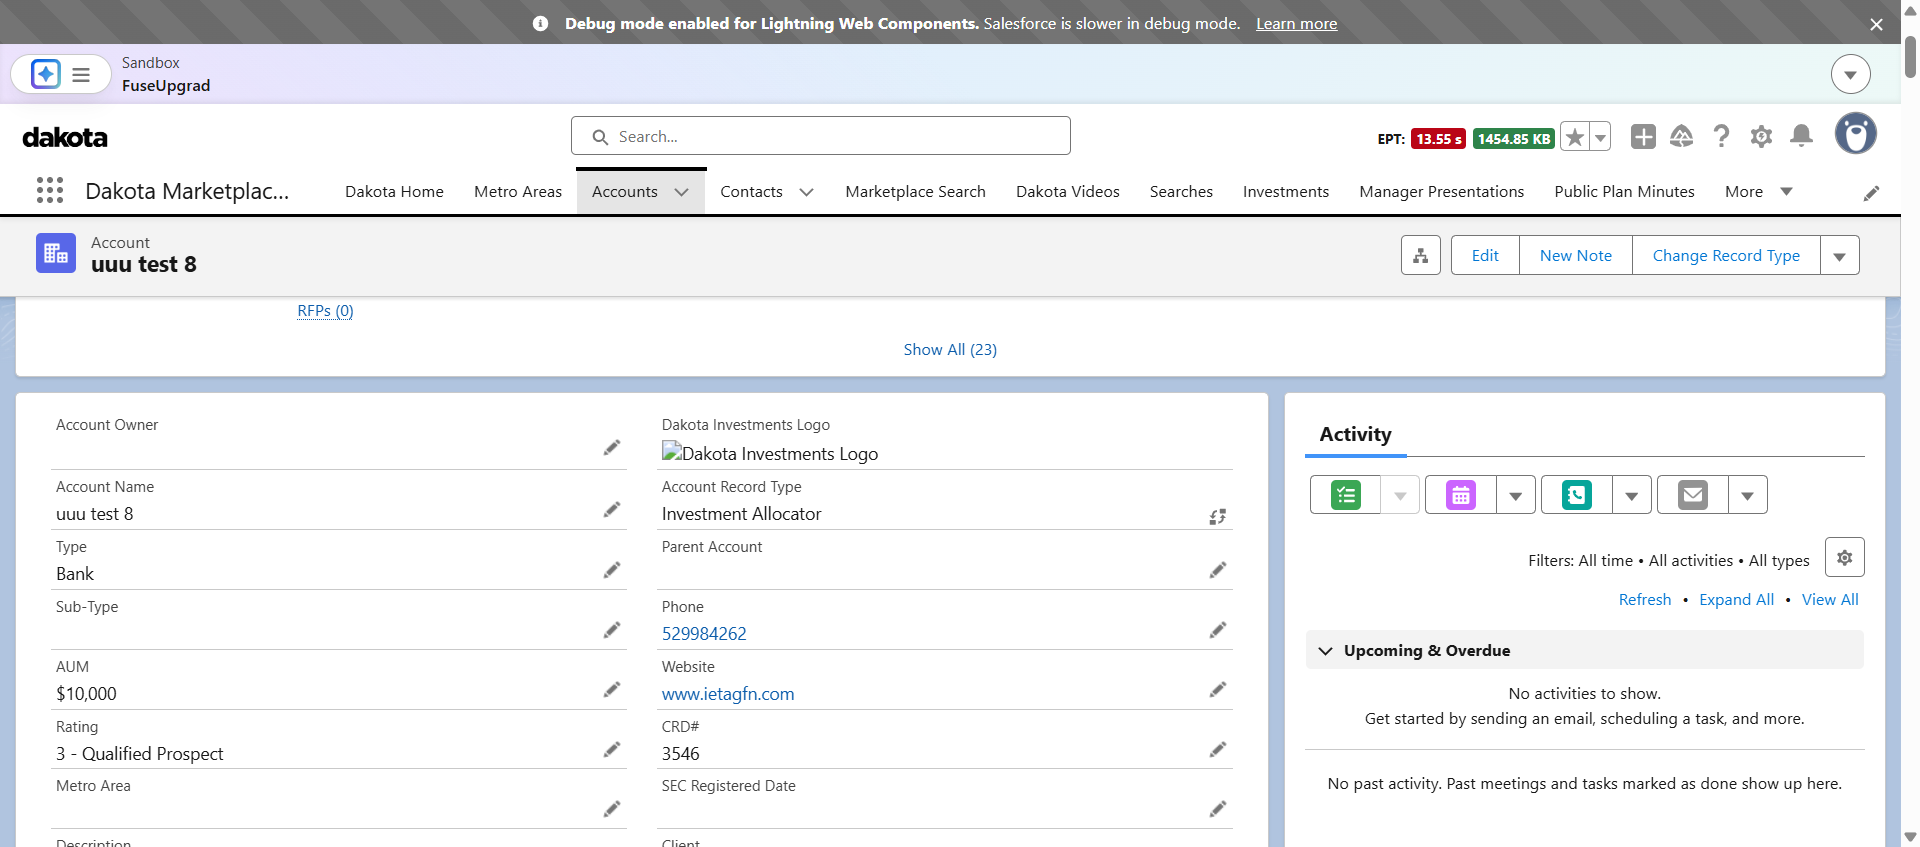 Debug mode enabled for Lightning Web Components. Salesforce is slower in debug mode. Learn more
Sandbox
FuseUpgrad
dakota
Search...
EPT: 13.55 s 1454.85 KB
Dakota Marketplac...
Dakota Home
Metro Areas
Accounts
Contacts
Marketplace Search
Dakota Videos
Searches
Investments
Manager Presentations
Public Plan Minutes
More
Account
uuu test 8
Edit
New Note
Change Record Type
RFPs (0)
Show All (23)
Account Owner
Dakota Investments Logo
Dakota Investments Logo
Account Name
uuu test 8
Account Record Type
Investment Allocator
Type
Bank
Parent Account
Sub-Type
Phone
529984262
AUM
$10,000
Website
www.ietagfn.com
Rating
3 - Qualified Prospect
CRD#
3546
Metro Area
SEC Registered Date
Description
Client
Activity
Filters: All time • All activities • All types
Refresh • Expand All • View All
Upcoming & Overdue
No activities to show.
Get started by sending an email, scheduling a task, and more.
No past activity. Past meetings and tasks marked as done show up here.